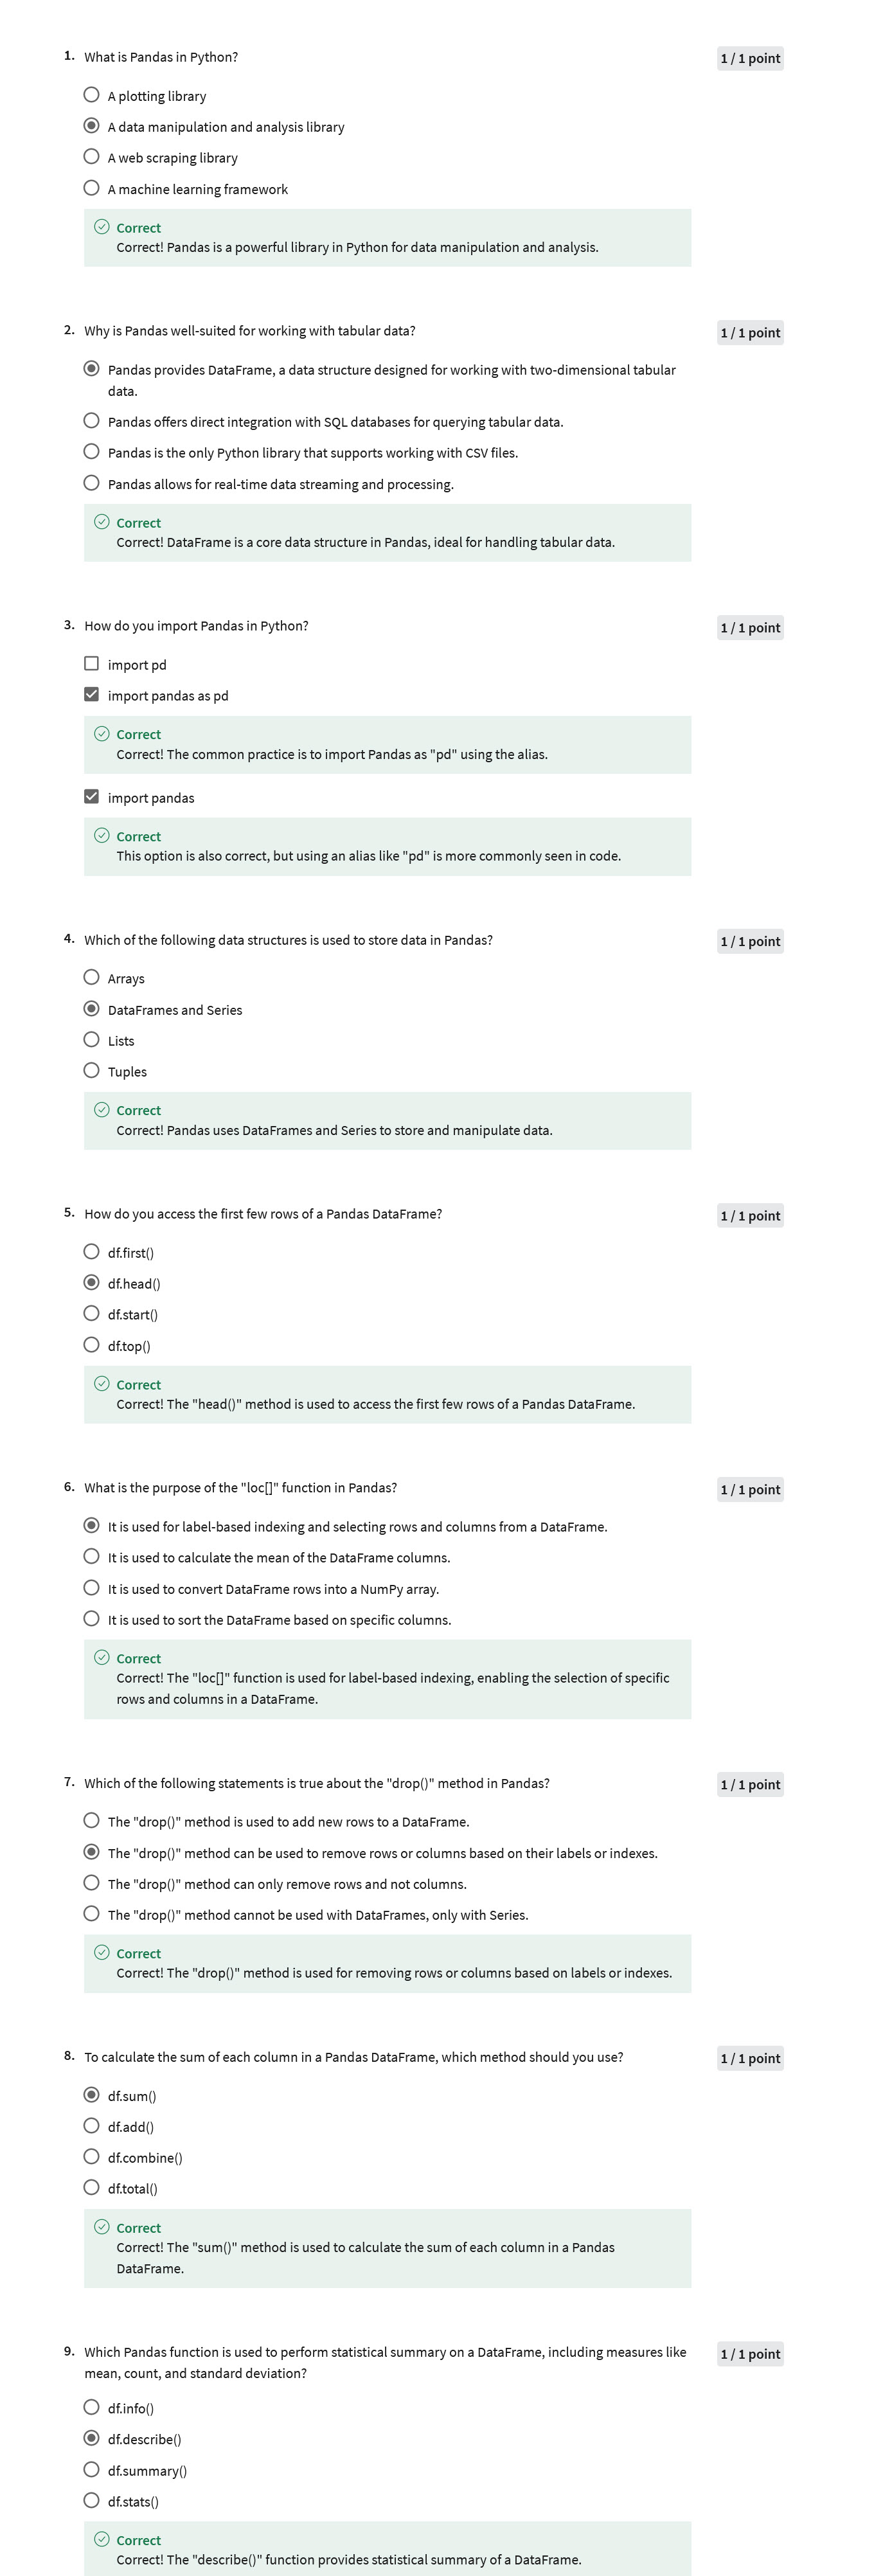 1. What is Pandas in Python?
1 / 1 point
A plotting library
A data manipulation and analysis library
A web scraping library
A machine learning framework
Correct
Correct! Pandas is a powerful library in Python for data manipulation and analysis.
2. Why is Pandas well-suited for working with tabular data?
1 / 1 point
Pandas provides DataFrame, a data structure designed for working with two-dimensional tabular
data.
Pandas offers direct integration with SQL databases for querying tabular data.
Pandas is the only Python library that supports working with CSV files.
Pandas allows for real-time data streaming and processing.
Correct
Correct! DataFrame is a core data structure in Pandas, ideal for handling tabular data.
3. How do you import Pandas in Python?
1 / 1 point
import pd
import pandas as pd
Correct
Correct! The common practice is to import Pandas as "pd" using the alias.
import pandas
Correct
This option is also correct, but using an alias like "pd" is more commonly seen in code.
4. Which of the following data structures is used to store data in Pandas?
1 / 1 point
Arrays
DataFrames and Series
Lists
Tuples
Correct
Correct! Pandas uses DataFrames and Series to store and manipulate data.
5. How do you access the first few rows of a Pandas DataFrame?
1 / 1 point
df.first()
df.head()
df.start()
df.top()
Correct
Correct! The "head()" method is used to access the first few rows of a Pandas DataFrame.
6. What is the purpose of the "loc[]" function in Pandas?
1 / 1 point
It is used for label-based indexing and selecting rows and columns from a DataFrame.
It is used to calculate the mean of the DataFrame columns.
It is used to convert DataFrame rows into a NumPy array.
It is used to sort the DataFrame based on specific columns.
Correct
Correct! The "loc[]" function is used for label-based indexing, enabling the selection of specific
rows and columns in a DataFrame.
7. Which of the following statements is true about the "drop()" method in Pandas?
1 / 1 point
The "drop()" method is used to add new rows to a DataFrame.
The "drop()" method can be used to remove rows or columns based on their labels or indexes.
The "drop()" method can only remove rows and not columns.
The "drop()" method cannot be used with DataFrames, only with Series.
Correct
Correct! The "drop()" method is used for removing rows or columns based on labels or indexes.
8. To calculate the sum of each column in a Pandas DataFrame, which method should you use?
1 / 1 point
df.sum()
df.add()
df.combine()
df.total()
Correct
Correct! The "sum()" method is used to calculate the sum of each column in a Pandas
DataFrame.
9. Which Pandas function is used to perform statistical summary on a DataFrame, including measures like
mean, count, and standard deviation?
1 / 1 point
df.info()
df.describe()
df.summary()
df.stats()
Correct
Correct! The "describe()" function provides statistical summary of a DataFrame.